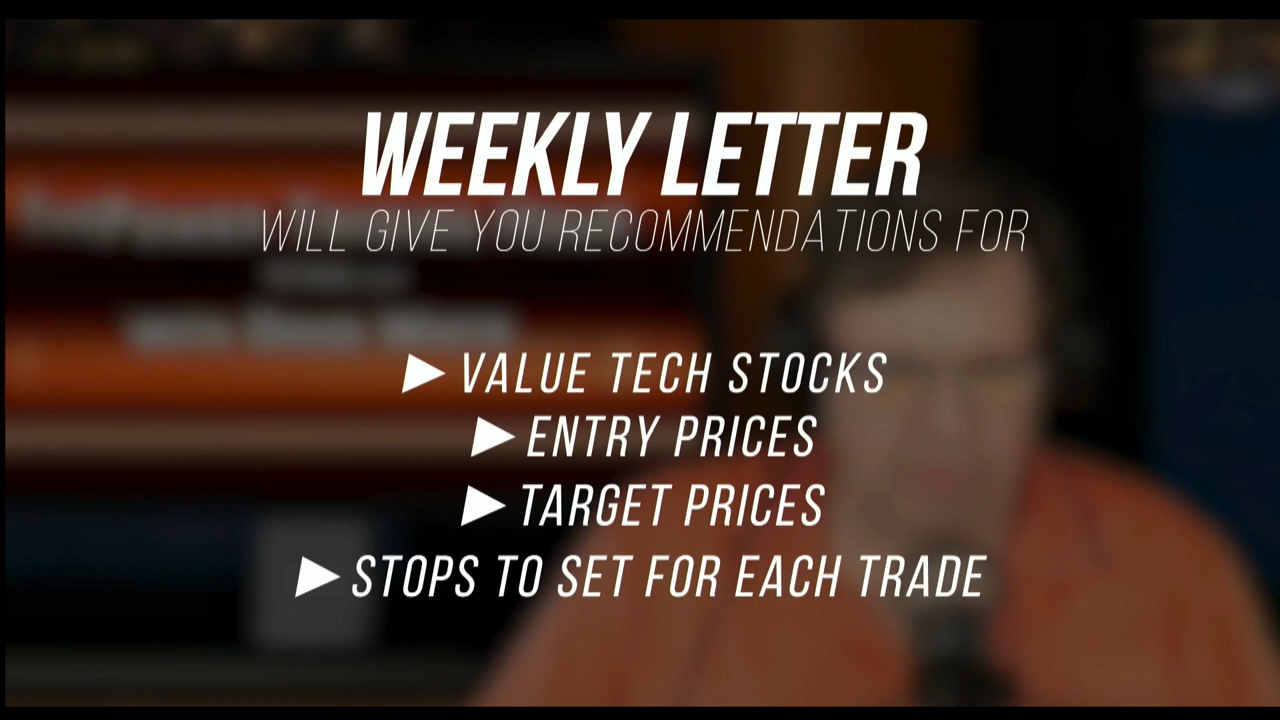 WEEKLY LETTER
WILL GIVE YOU RECOMMENDATIONS FOR
▶ VALUE TECH STOCKS
▶ ENTRY PRICES
▶ TARGET PRICES
▶ STOPS TO SET FOR EACH TRADE